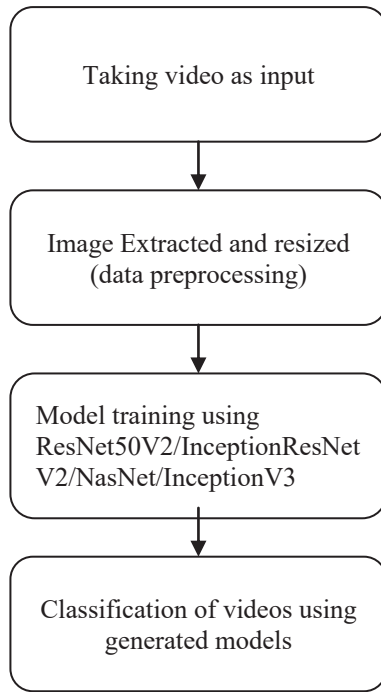 Taking video as input
Image Extracted and resized
(data preprocessing)
Model training using
ResNet50V2/InceptionResNet
V2/NasNet/InceptionV3
Classification of videos using
generated models